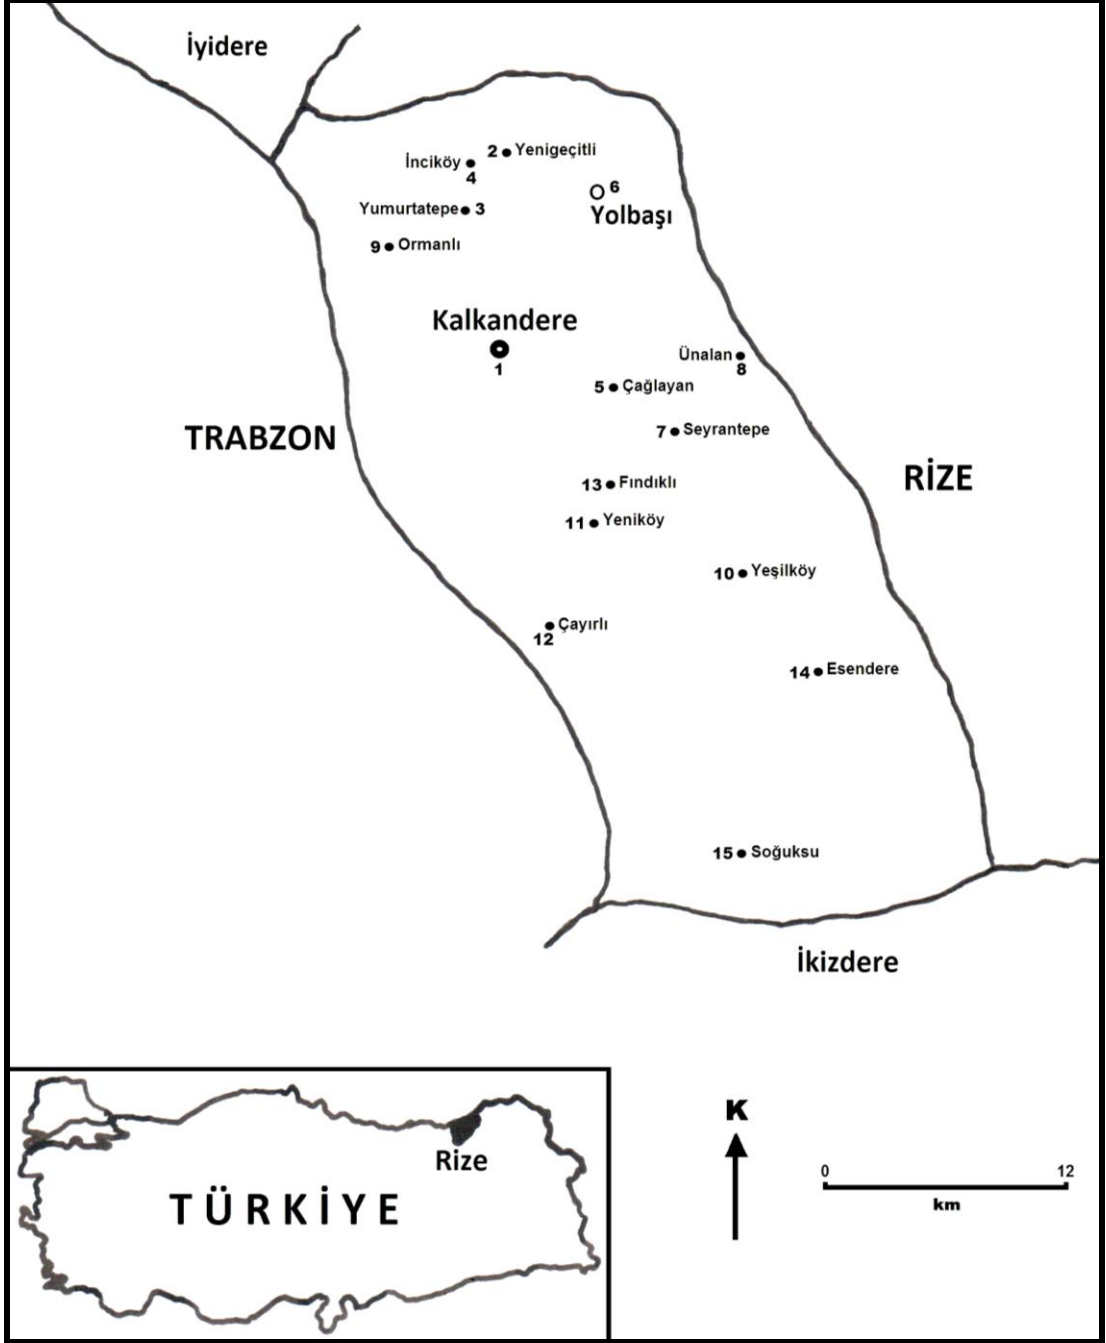 İyidere
2 Yenigeçitli
İnciköy
4
6
Yolbaşı
Yumurtatepe 3
9 Ormanlı
Kalkandere
1
Ünalan
8
5 Çağlayan
TRABZON
7 Seyrantepe
RİZE
13 Fındıklı
11 Yeniköy
10 Yeşilköy
Çayırlı
12
14 Esendere
15 Soğuksu
İkizdere
K
Rize
TÜRKİYE
0 12
km